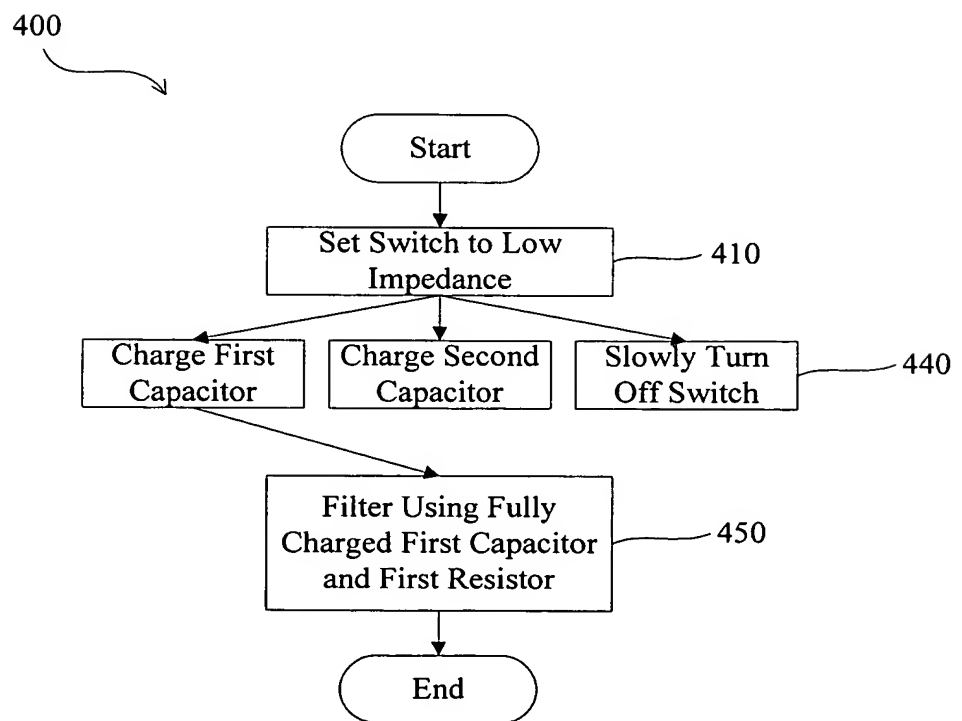 400
Start
Set Switch to Low
Impedance
410
Charge First
Capacitor
Charge Second
Capacitor
Slowly Turn
Off Switch
440
Filter Using Fully
Charged First Capacitor
and First Resistor
450
End